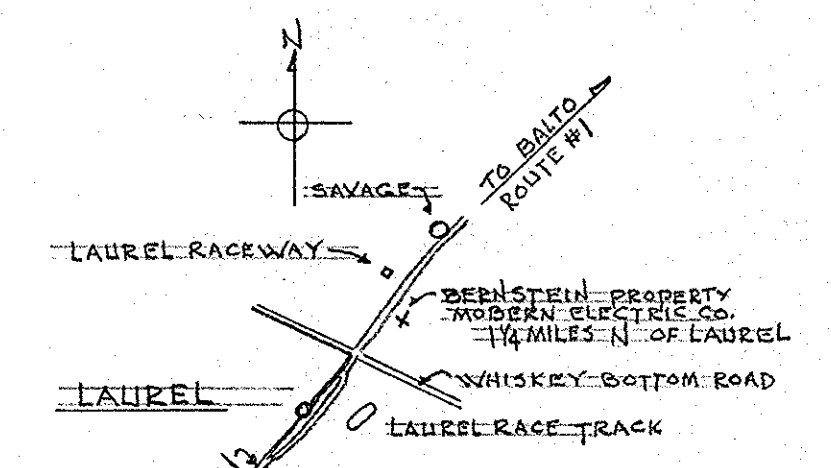 N
TO BALTO
ROUTE #1
SAVAGE
LAUREL RACEWAY
BERNSTEIN PROPERTY
MOBERN ELECTRIC CO.
1 1/4 MILES N OF LAUREL
WHISKEY BOTTOM ROAD
LAUREL
LAUREL RACE TRACK